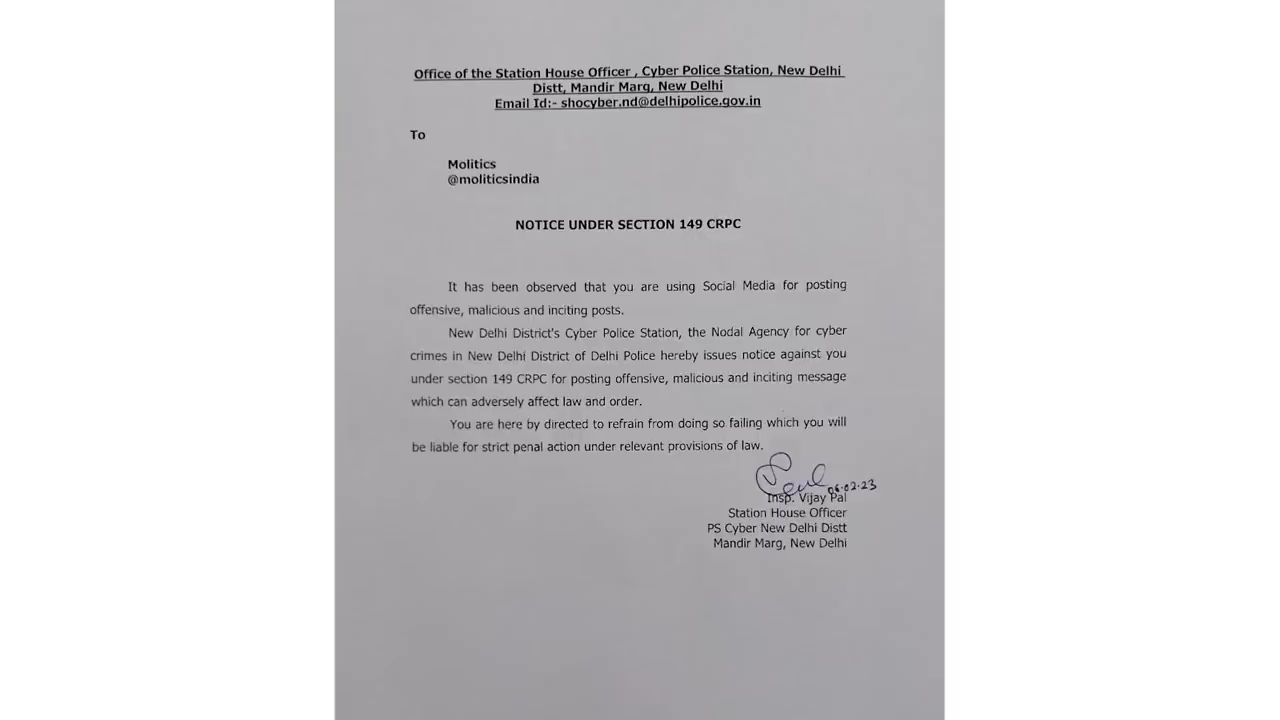 Office of the Station House Officer , Cyber Police Station, New Delhi
Distt, Mandir Marg, New Delhi
Email Id:- shocyber.nd@delhipolice.gov.in
To
Molitics
@moliticsindia
NOTICE UNDER SECTION 149 CRPC
It has been observed that you are using Social Media for posting
offensive, malicious and inciting posts.
New Delhi District's Cyber Police Station, the Nodal Agency for cyber
crimes in New Delhi District of Delhi Police hereby issues notice against you
under section 149 CRPC for posting offensive, malicious and inciting message
which can adversely affect law and order.
You are here by directed to refrain from doing so failing which you will
be liable for strict penal action under relevant provisions of law.
06.02.23
Insp. Vijay Pal
Station House Officer
PS Cyber New Delhi Distt
Mandir Marg, New Delhi